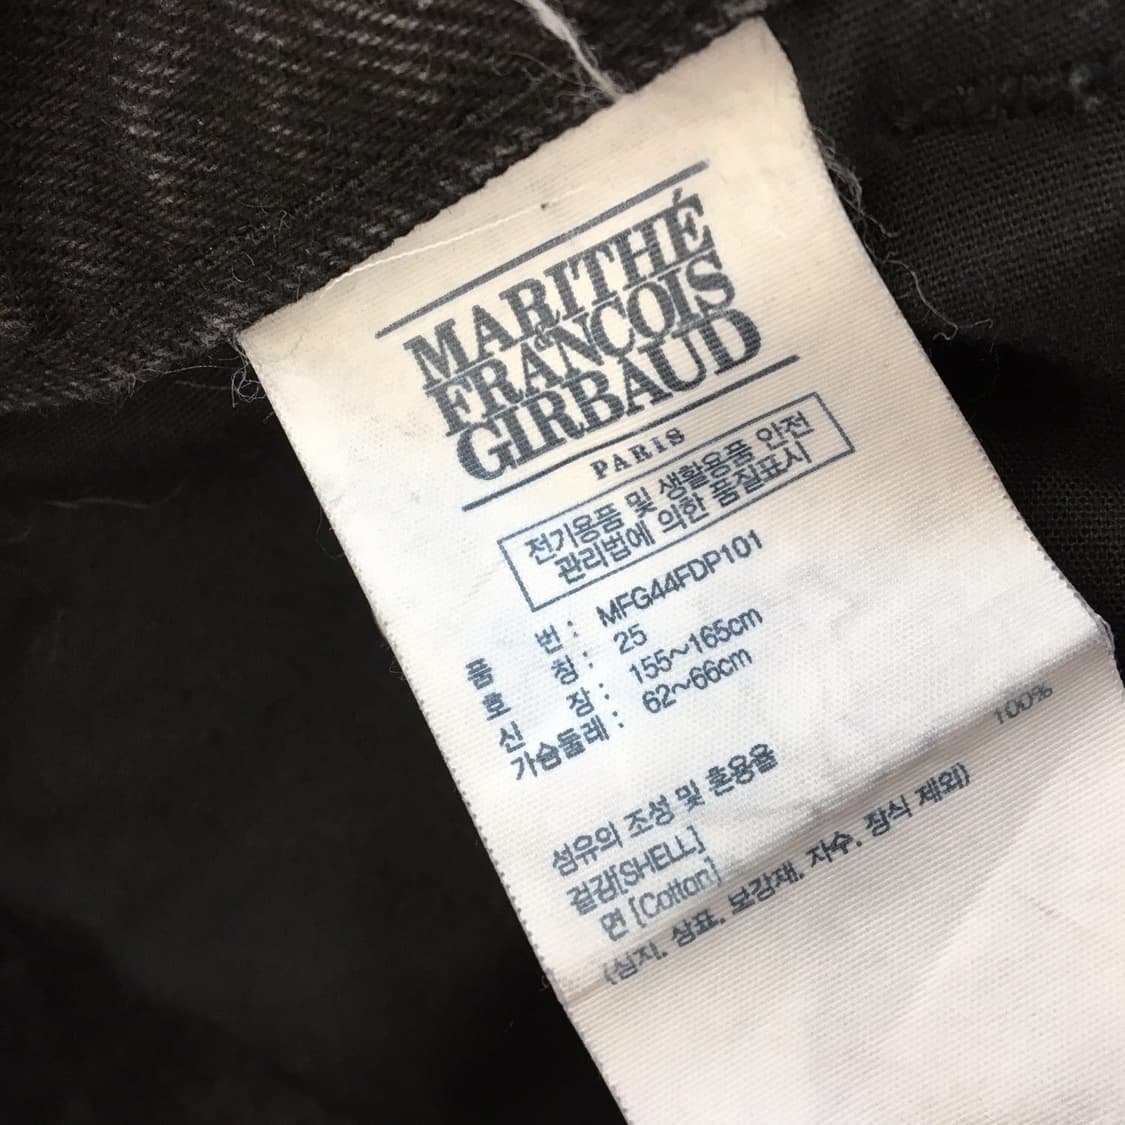 MARITHÉ
&
FRANCOIS
GIRBAUD
PARIS
전기용품 및 생활용품 안전
관리법에 의한 품질표시
품 번 : MFG44FDP101
호 칭 : 25
신 장 : 155~165cm
가슴둘레 : 62~66cm
섬유의 조성 및 혼용율
겉감[SHELL]
면 [Cotton] 100%
(심지, 상표, 보강재, 자수, 장식 제외)